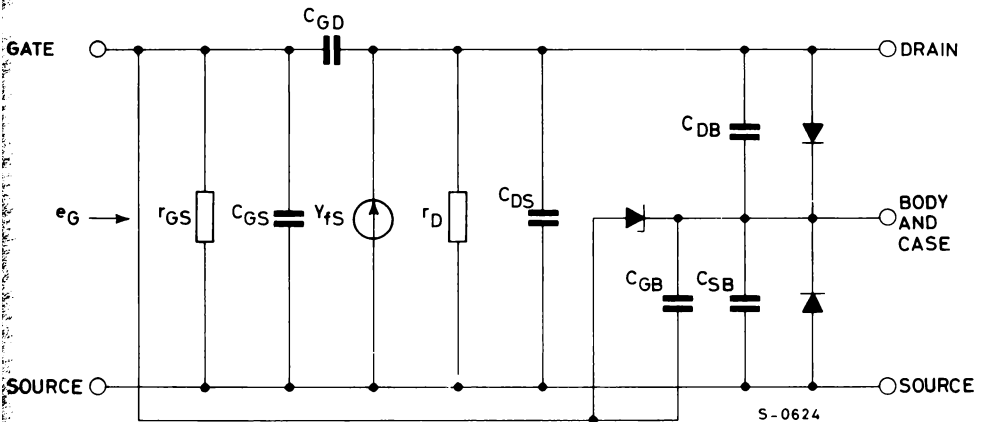 C_GD
GATE
DRAIN
C_DB
e_G
r_GS
C_GS
Y_fS
r_D
C_DS
BODY
AND
CASE
C_GB
C_SB
SOURCE
SOURCE
S-0624